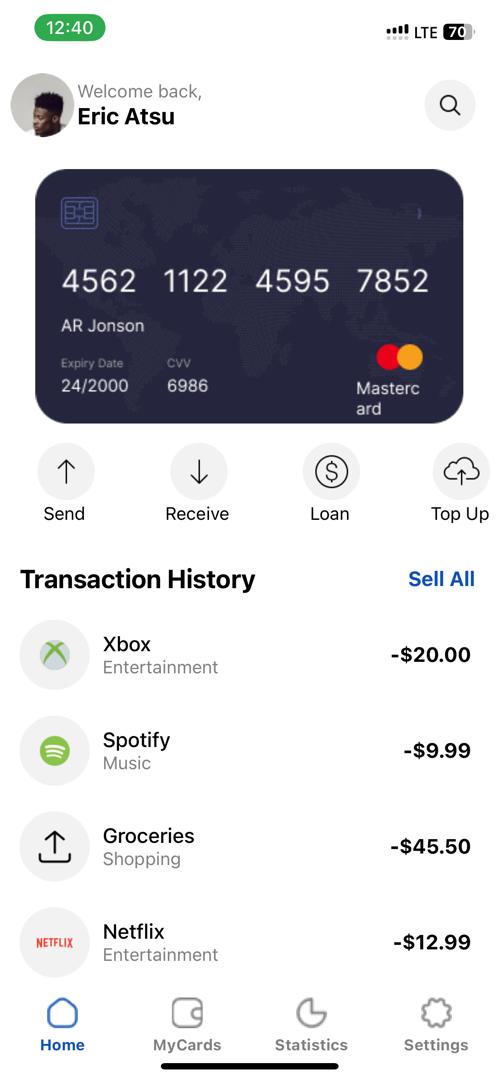 12:40
LTE 70
Welcome back,
Eric Atsu
4562 1122 4595 7852
AR Jonson
Expiry Date CVV
24/2000 6986
Masterc
ard
Send Receive Loan Top Up
Transaction History Sell All
Xbox
Entertainment
-$20.00
Spotify
Music
-$9.99
Groceries
Shopping
-$45.50
NETFLIX
Netflix
Entertainment
-$12.99
Home MyCards Statistics Settings